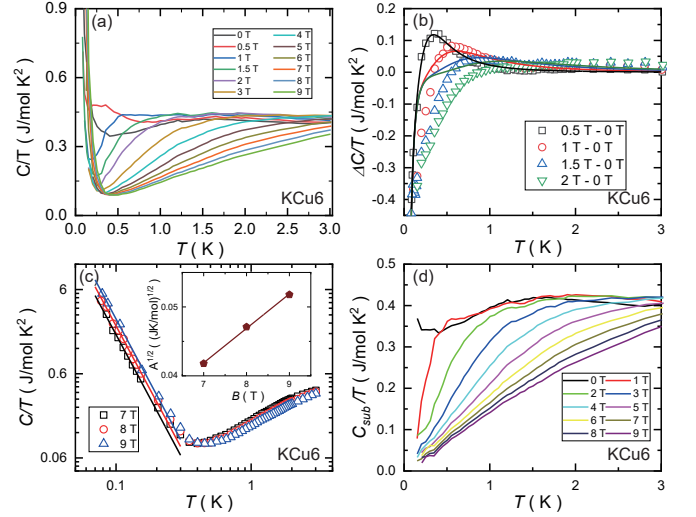 (a)
C/T ( J/mol K²)
0.9
0.6
0.3
0.0
0 T
0.5 T
1 T
1.5 T
2 T
3 T
4 T
5 T
6 T
7 T
8 T
9 T
KCu6
0.0 0.5 1.0 1.5 2.0 2.5 3.0
T ( K )
(b)
ΔC/T ( J/mol K²)
0.2
0.1
0.0
-0.1
-0.2
-0.3
-0.4
0.5 T - 0 T
1 T - 0 T
1.5 T - 0 T
2 T - 0 T
KCu6
0 1 2 3
T ( K )
(c)
C/T ( J/mol K²)
6
0.6
0.06
A^1/2 (JK/mol)^1/2
0.05
0.04
7 8 9
B ( T )
7 T
8 T
9 T
KCu6
0.1 1
T ( K )
(d)
C_sub/T ( J/mol K²)
0.5
0.4
0.3
0.2
0.1
0.0
0 T 1 T
2 T 3 T
4 T 5 T
6 T 7 T
8 T 9 T
KCu6
0 1 2 3
T ( K )